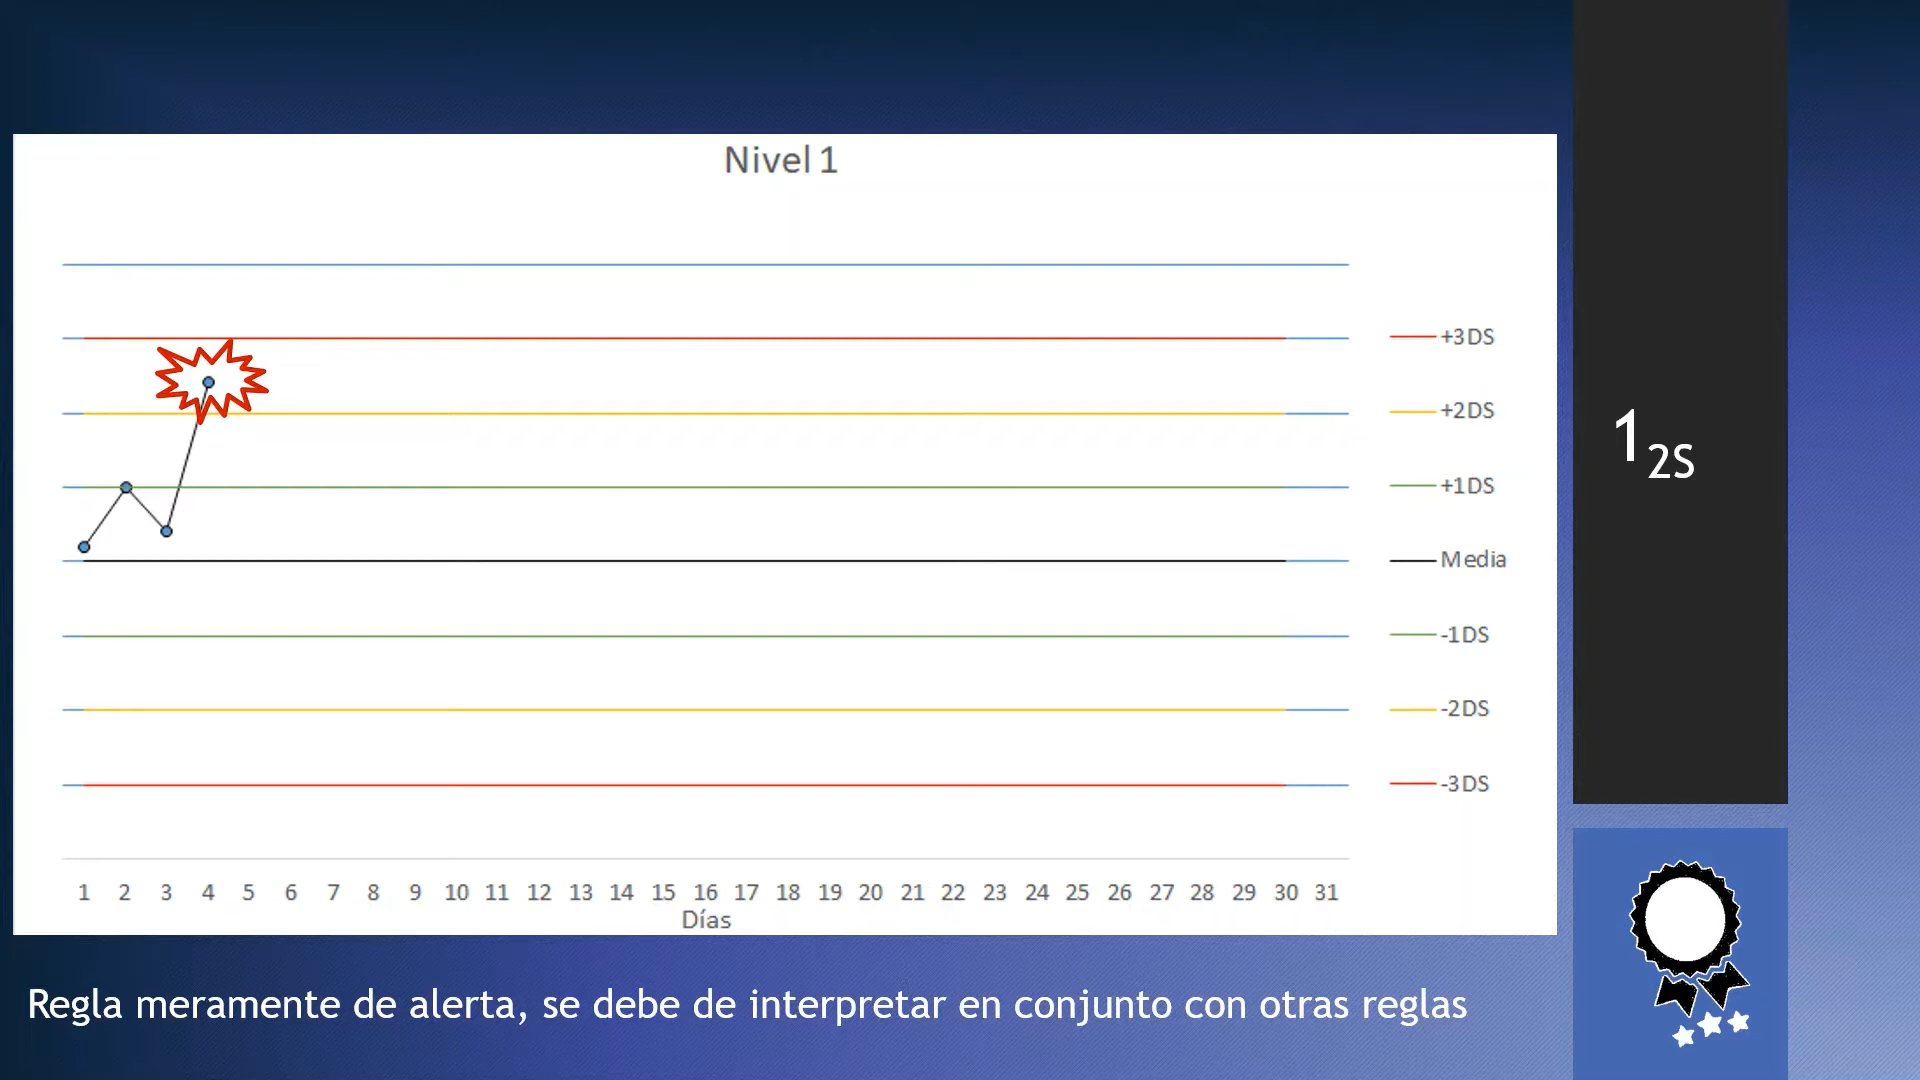 Nivel 1
+3DS
+2DS
+1DS
Media
-1DS
-2DS
-3DS
1 2 3 4 5 6 7 8 9 10 11 12 13 14 15 16 17 18 19 20 21 22 23 24 25 26 27 28 29 30 31
Días
1₂S
Regla meramente de alerta, se debe de interpretar en conjunto con otras reglas